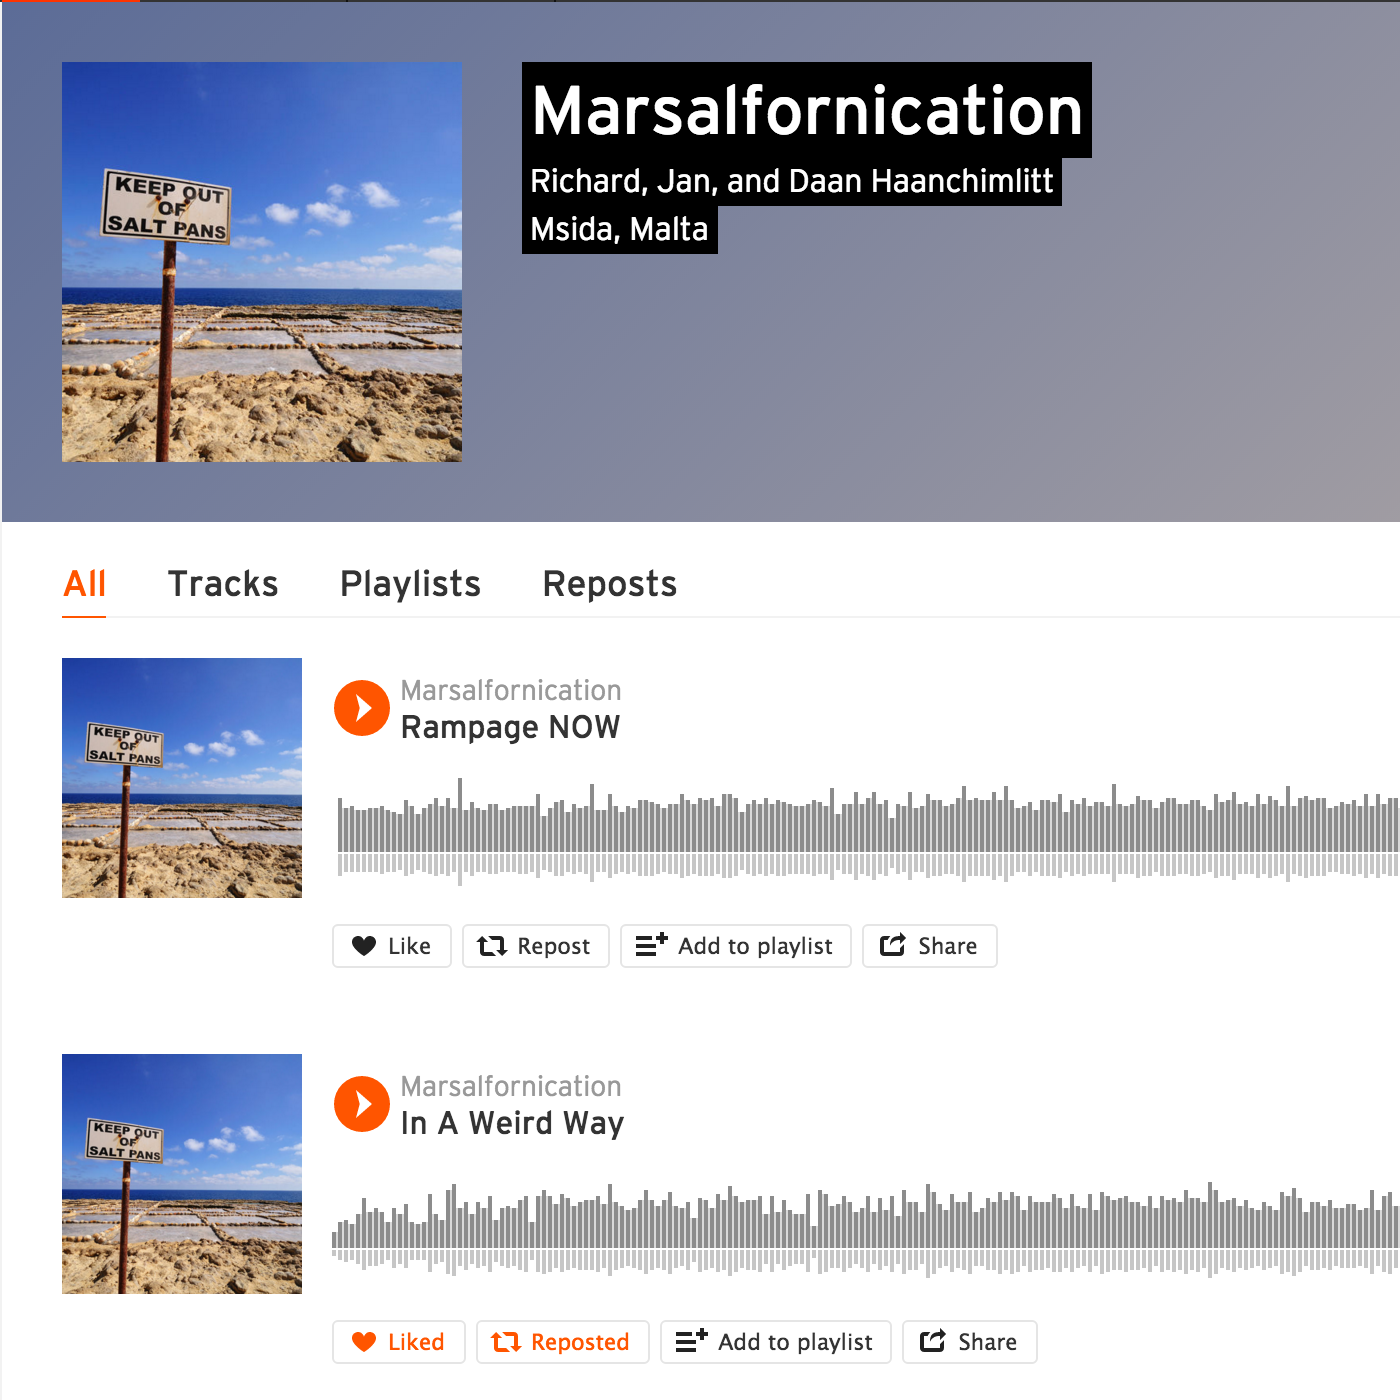 KEEP OUT
OF
SALT PANS
Marsalfornication
Richard, Jan, and Daan Haanchimlitt
Msida, Malta
All Tracks Playlists Reposts
KEEP OUT
OF
SALT PANS
Marsalfornication
Rampage NOW
Like Repost Add to playlist Share
KEEP OUT
OF
SALT PANS
Marsalfornication
In A Weird Way
Liked Reposted Add to playlist Share